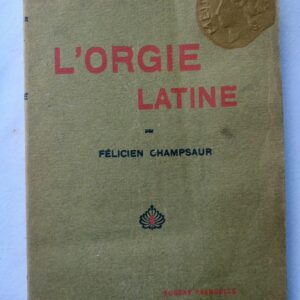 L'ORGIE
LATINE
par
FÉLICIEN CHAMPSAUR